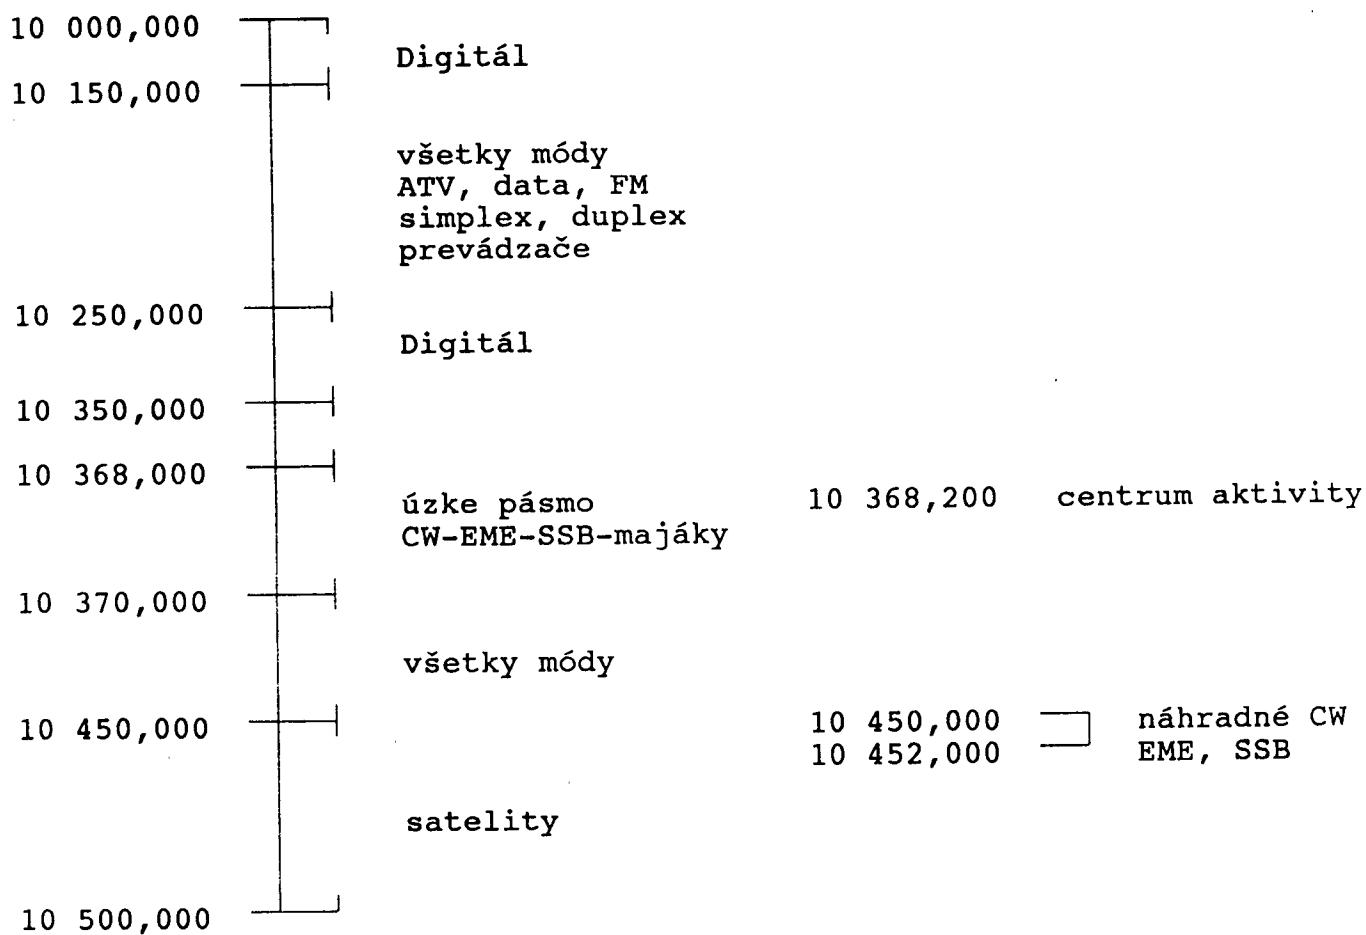 10 000,000
Digitál
10 150,000
všetky módy
ATV, data, FM
simplex, duplex
prevádzače
10 250,000
Digitál
10 350,000
10 368,000
úzke pásmo
CW-EME-SSB-majáky
10 368,200 centrum aktivity
10 370,000
všetky módy
10 450,000
10 450,000 náhradné CW
10 452,000 EME, SSB
satelity
10 500,000